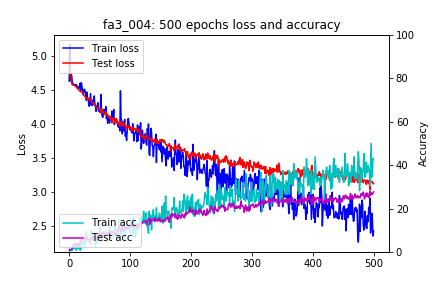 fa3_004: 500 epochs loss and accuracy
Train loss
Test loss
Train acc
Test acc
Loss
5.0
4.5
4.0
3.5
3.0
2.5
Accuracy
100
80
60
40
20
0
0
100
200
300
400
500